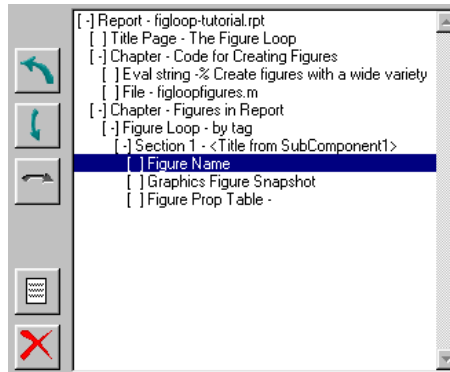 [-] Report - figloop-tutorial.rpt
[ ] Title Page - The Figure Loop
[-] Chapter - Code for Creating Figures
[ ] Eval string -% Create figures with a wide variety
[ ] File - figloopfigures.m
[-] Chapter - Figures in Report
[-] Figure Loop - by tag
[-] Section 1 - <Title from SubComponent1>
[ ] Figure Name
[ ] Graphics Figure Snapshot
[ ] Figure Prop Table -